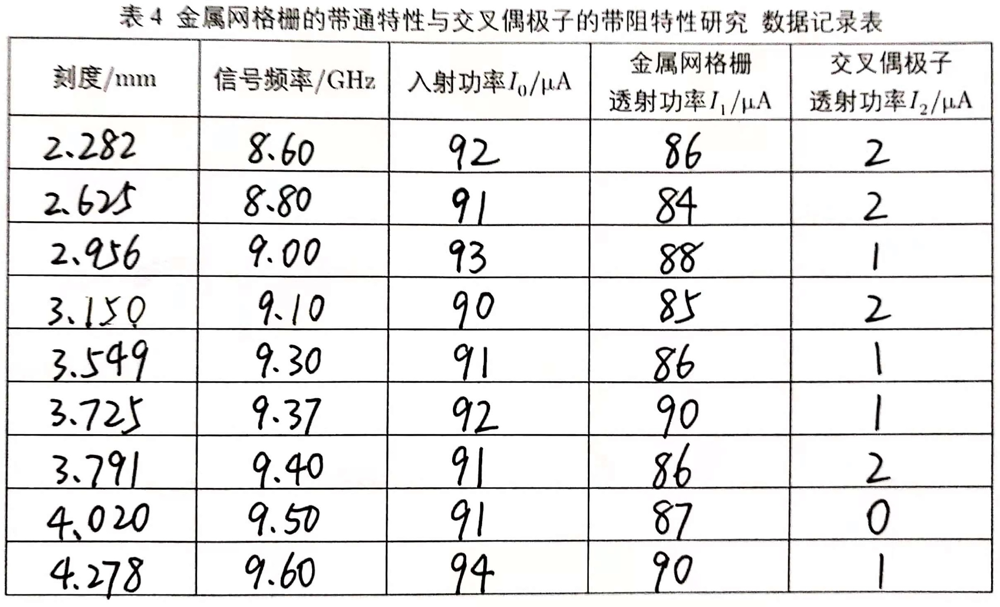 表4 金属网格栅的带通特性与交叉偶极子的带阻特性研究 数据记录表
刻度/mm 信号频率/GHz 入射功率I₀/μA 金属网格栅 透射功率I₁/μA 交叉偶极子 透射功率I₂/μA
2.282 8.60 92 86 2
2.625 8.80 91 84 2
2.956 9.00 93 88 1
3.150 9.10 90 85 2
3.549 9.30 91 86 1
3.725 9.37 92 90 1
3.791 9.40 91 86 2
4.020 9.50 91 87 0
4.278 9.60 94 90 1